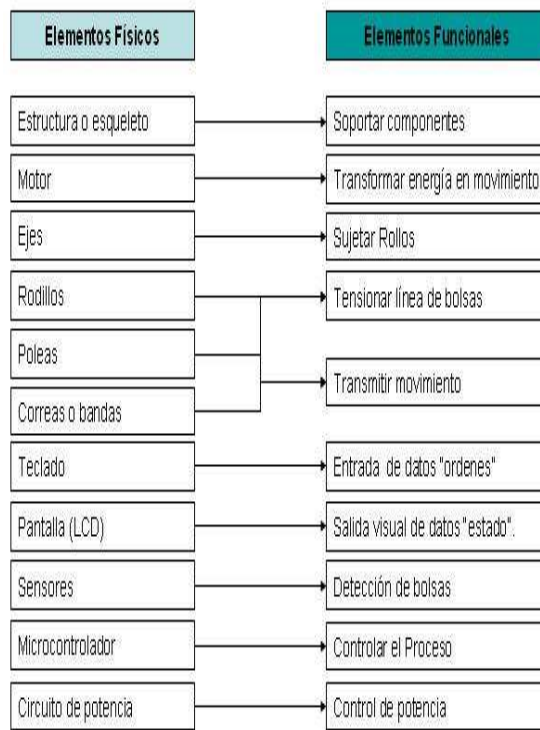 Elementos Físicos
Elementos Funcionales
Estructura o esqueleto
Soportar componentes
Motor
Transformar energía en movimiento
Ejes
Sujetar Rollos
Rodillos
Tensionar línea de bolsas
Poleas
Transmitir movimiento
Correas o bandas
Teclado
Entrada de datos "ordenes"
Pantalla (LCD)
Salida visual de datos "estado".
Sensores
Detección de bolsas
Microcontrolador
Controlar el Proceso
Circuito de potencia
Control de potencia